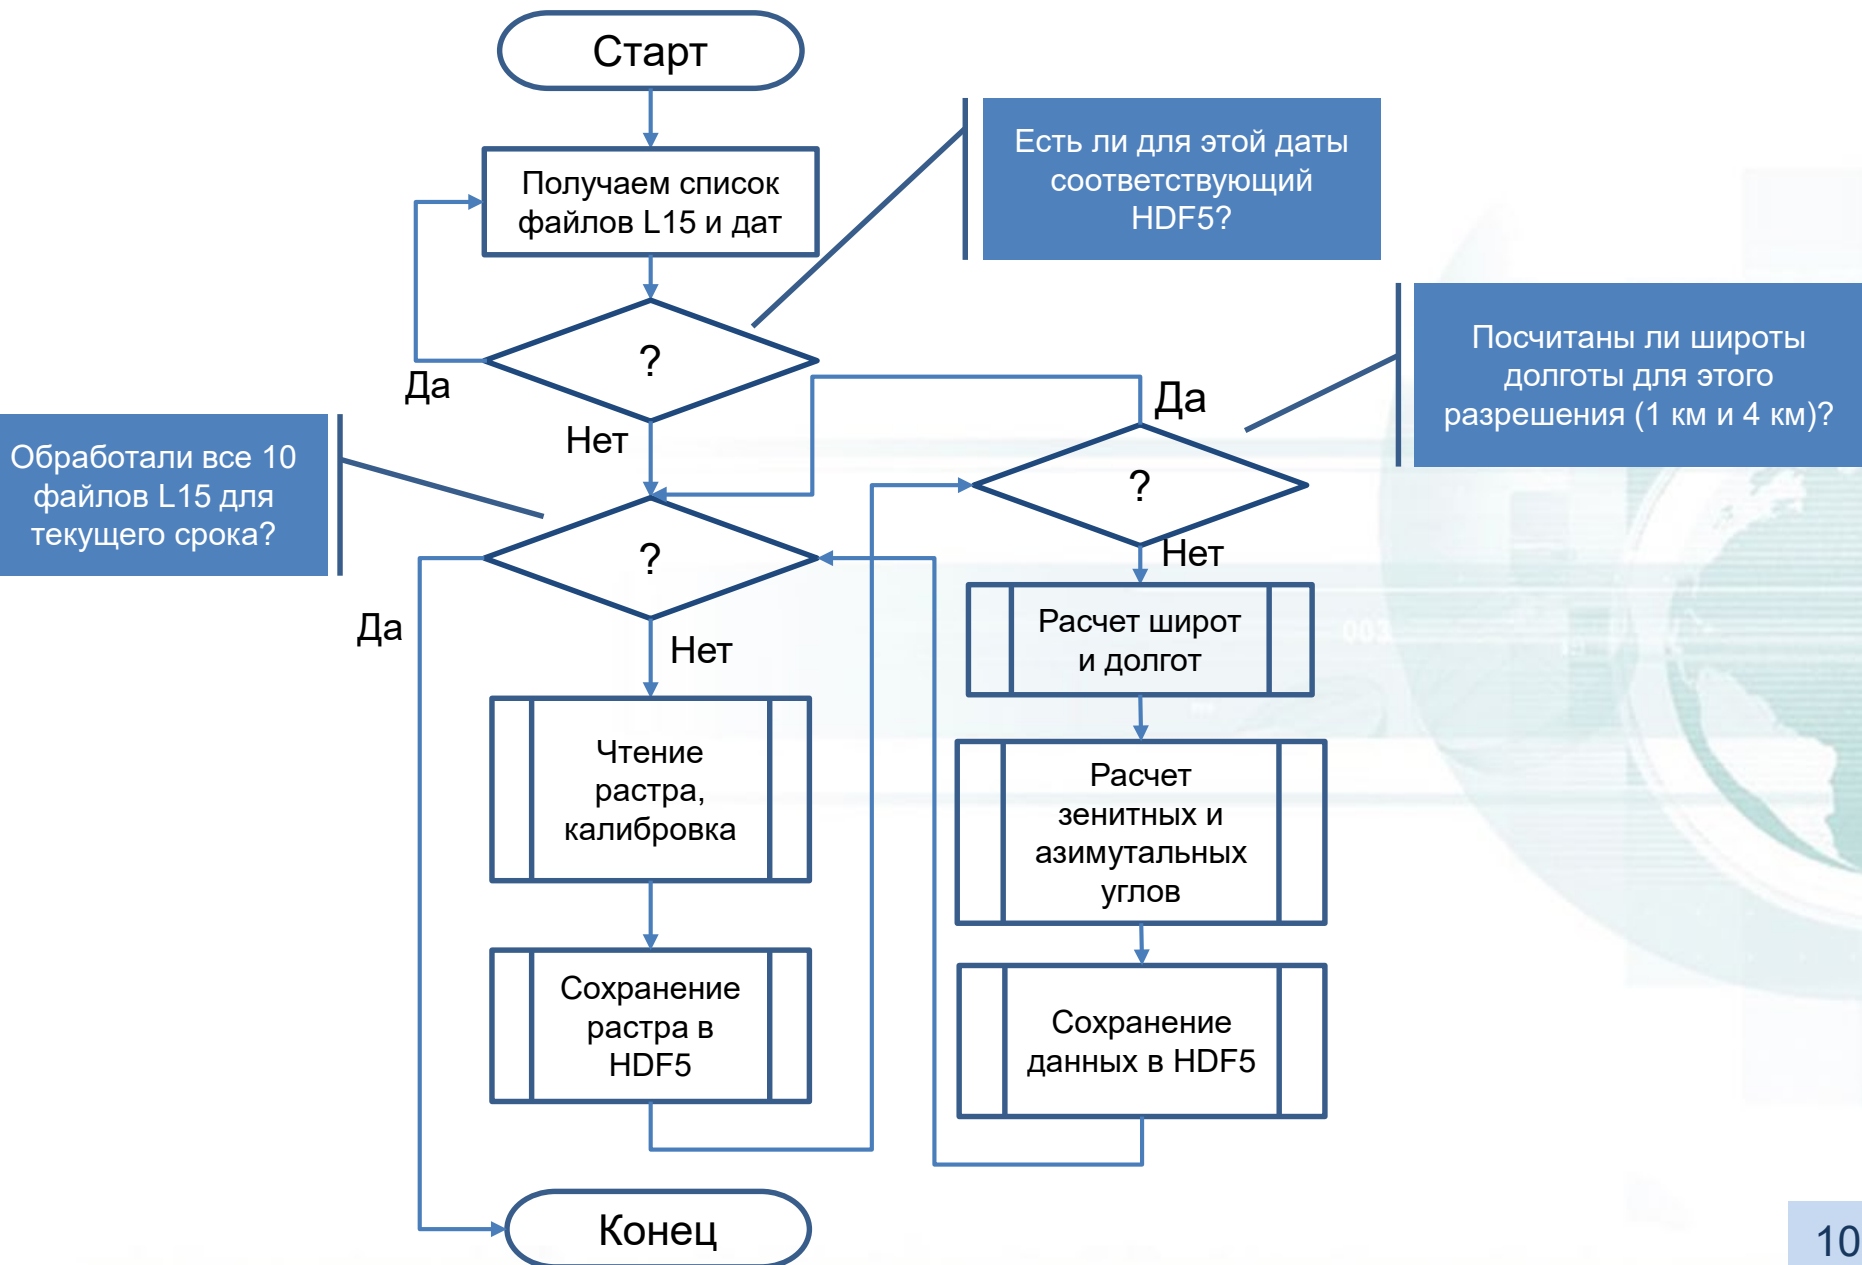 Старт
Получаем список
файлов L15 и дат
Есть ли для этой даты
соответствующий
HDF5?
?
Да
Нет
Посчитаны ли широты
долготы для этого
разрешения (1 км и 4 км)?
Да
?
Нет
Обработали все 10
файлов L15 для
текущего срока?
?
Да
Нет
Расчет широт
и долгот
Чтение
растра,
калибровка
Расчет
зенитных и
азимутальных
углов
Сохранение
растра в
HDF5
Сохранение
данных в HDF5
Конец
10